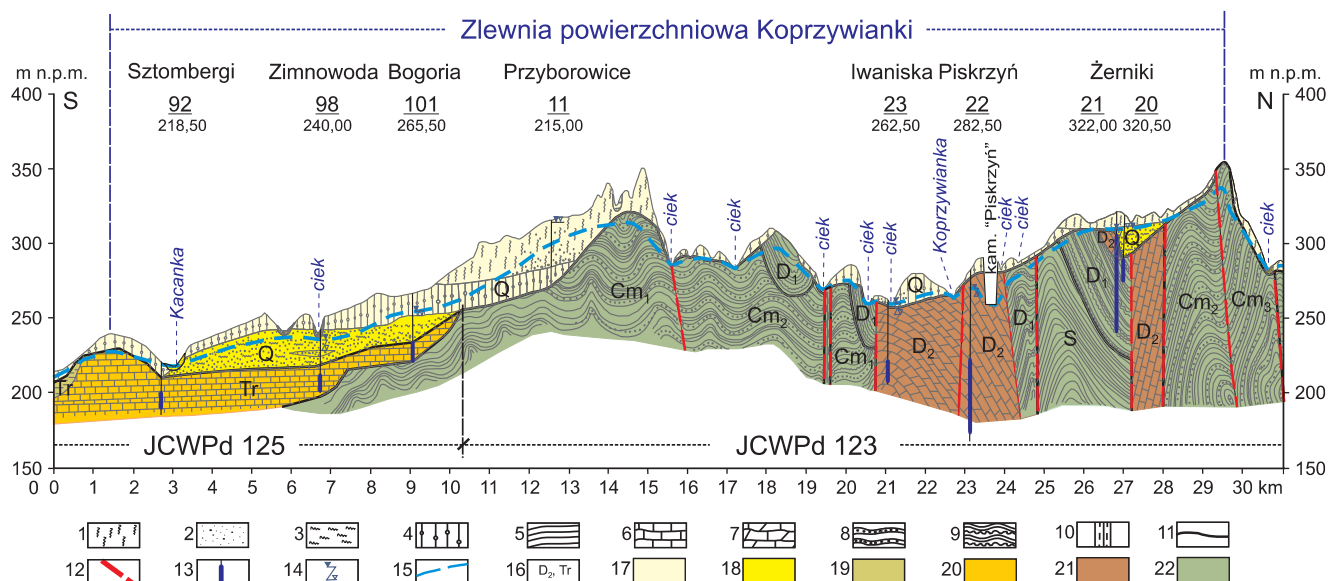 Zlewnia powierzchniowa Koprzywianki
m n.p.m. Sztombergi Zimnowoda Bogoria Przyborowice Iwaniska Piskrzyń Żerniki m n.p.m.
400 S 92 98 101 11 23 22 21 20 N 400
218,50 240,00 265,50 215,00 262,50 282,50 322,00 320,50
350 350
kam. "Piskrzyń"
Kacanka ciek ciek ciek ciek ciek ciek Koprzywianka ciek ciek ciek
300 D2 Q 300
Q D1 Q D1
Cm1 Cm2 Cm3
250 Cm2 D1 250
Q Cm1 D2 D2 D1 S D2
Tr Tr
200 200
JCWPd 125 JCWPd 123
150 150
0 0 1 2 3 4 5 6 7 8 9 10 11 12 13 14 15 16 17 18 19 20 21 22 23 24 25 26 27 28 29 30 km
1 2 3 4 5 6 7 8 9 10 11
12 13 14 15 16 D2, Tr 17 18 19 20 21 22